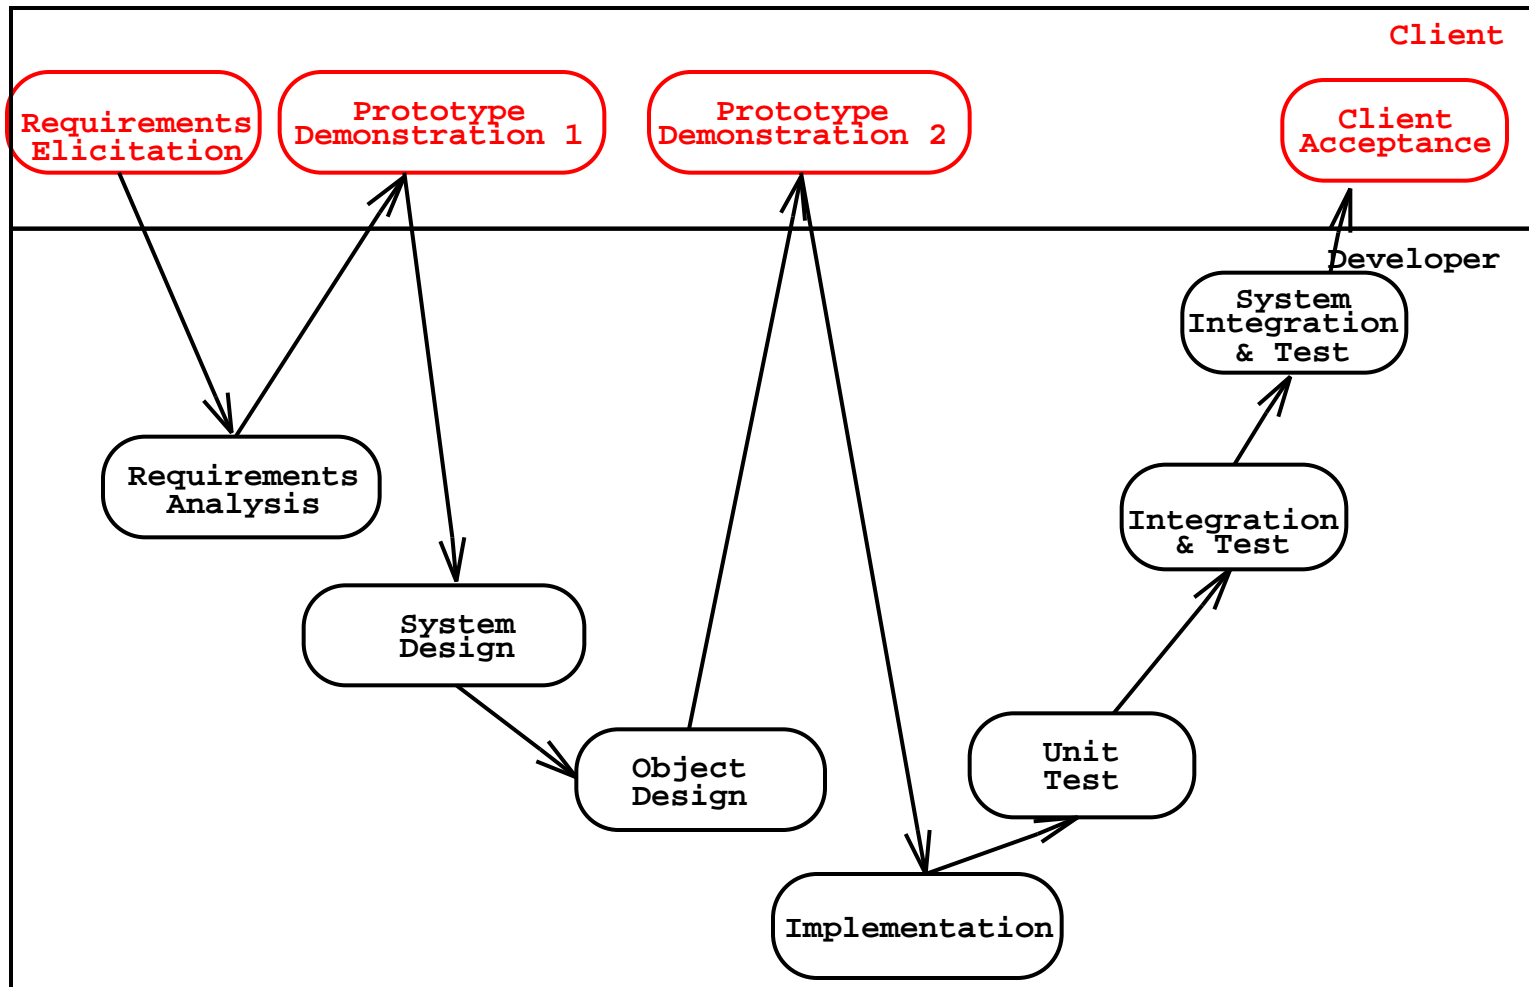 Client
Requirements
Elicitation
Prototype
Demonstration 1
Prototype
Demonstration 2
Client
Acceptance
Developer
System
Integration
& Test
Requirements
Analysis
Integration
& Test
System
Design
Object
Design
Unit
Test
Implementation